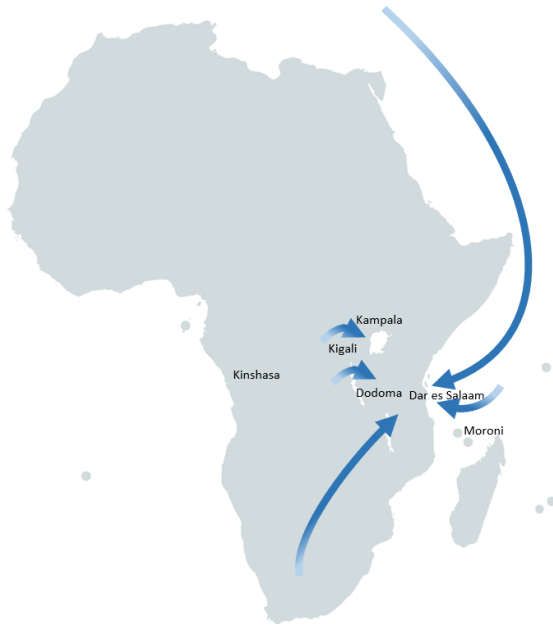 Kampala
Kigali
Kinshasa
Dodoma
Dar es Salaam
Moroni